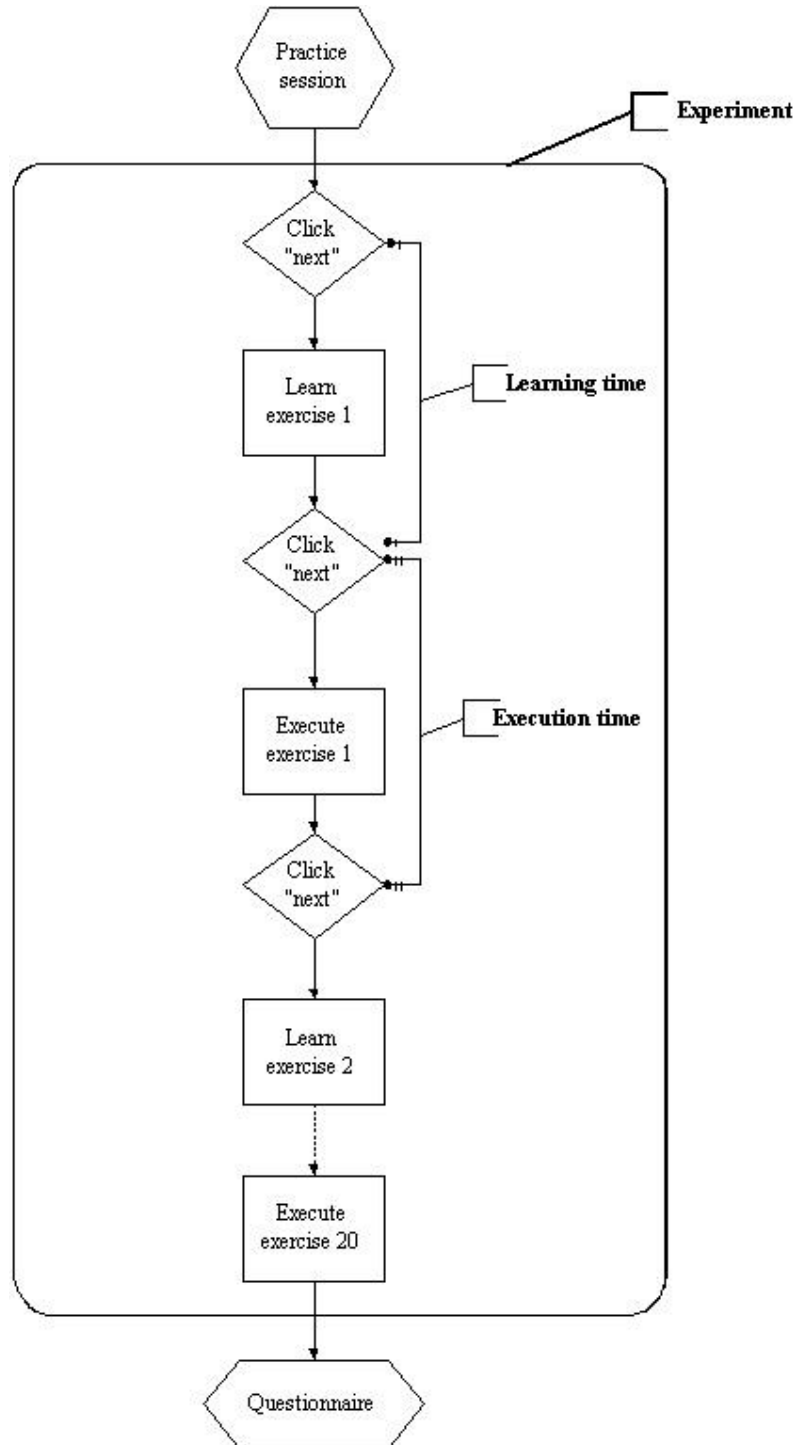 Practice
session
Experiment
Click
"next"
Learn
exercise 1
Learning time
Click
"next"
Execute
exercise 1
Execution time
Click
"next"
Learn
exercise 2
Execute
exercise 20
Questionnaire